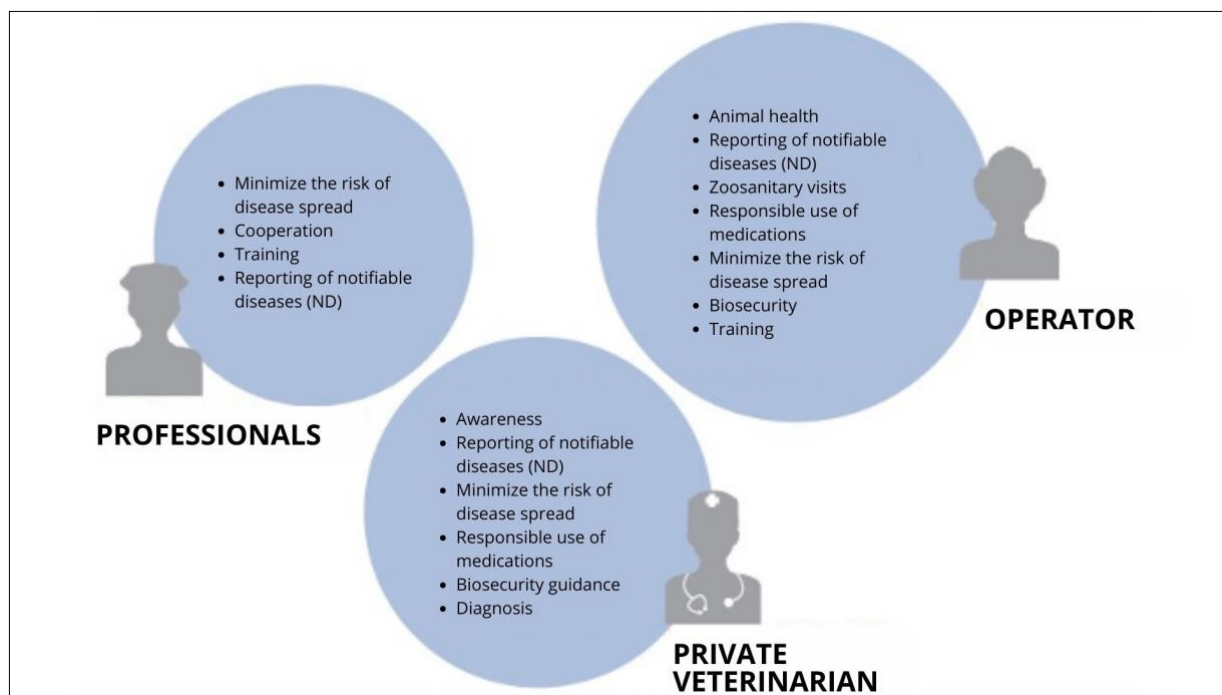 • Minimize the risk of
disease spread
• Cooperation
• Training
• Reporting of notifiable
diseases (ND)
PROFESSIONALS
• Animal health
• Reporting of notifiable
diseases (ND)
• Zoosanitary visits
• Responsible use of
medications
• Minimize the risk of
disease spread
• Biosecurity
• Training
OPERATOR
• Awareness
• Reporting of notifiable
diseases (ND)
• Minimize the risk of
disease spread
• Responsible use of
medications
• Biosecurity guidance
• Diagnosis
PRIVATE
VETERINARIAN